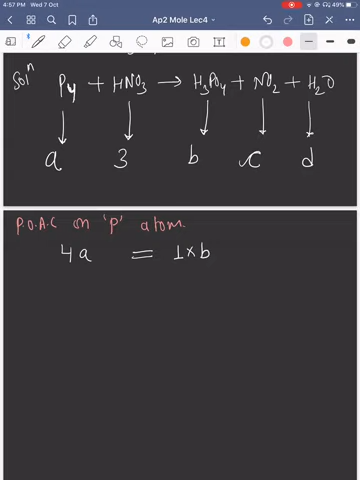 4:57 PM Wed 7 Oct
49%
Ap2 Mole Lec4
Solⁿ P4 + HNO3 → H3PO4 + NO2 + H2O
a 3 b c d
P.O.A.C on 'P' atom
4a = 1×b